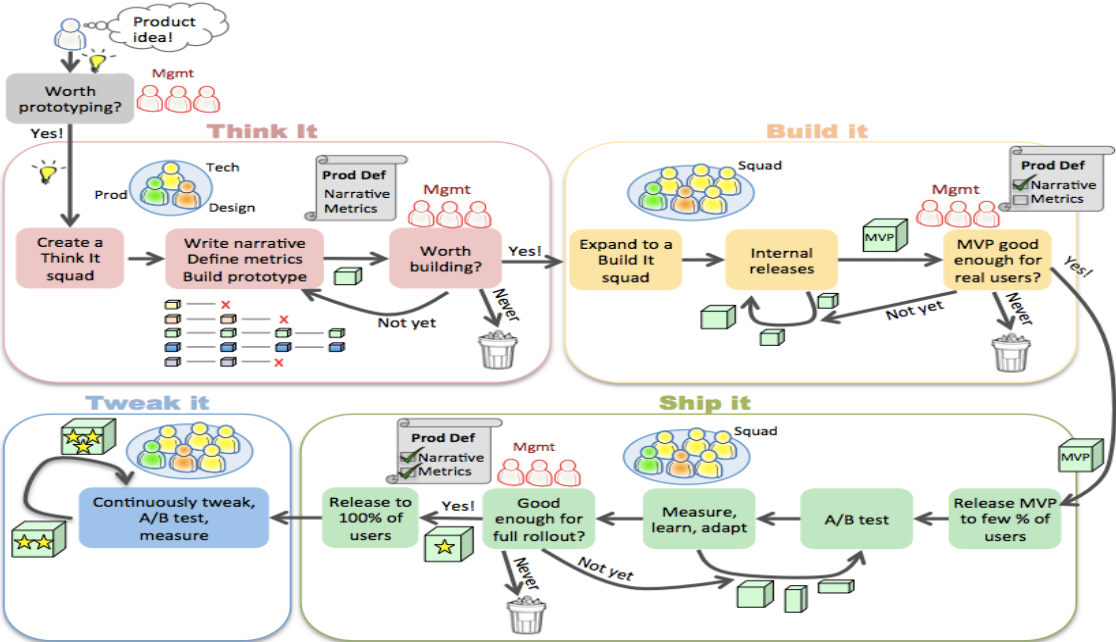 Product
idea!
Mgmt
Worth
prototyping?
Yes!
Think It
Tech
Prod
Design
Prod Def
Narrative
Metrics
Mgmt
Create a
Think It
squad
Write narrative
Define metrics
Build prototype
Worth
building?
Yes!
Not yet
Never
Build it
Squad
Mgmt
Prod Def
Narrative
Metrics
Expand to a
Build It
squad
Internal
releases
MVP
MVP good
enough for
real users?
Yes!
Not yet
Never
Tweak it
Continuously tweak,
A/B test,
measure
Ship it
Prod Def
Narrative
Metrics
Mgmt
Squad
MVP
Release to
100% of
users
Yes!
Good
enough for
full rollout?
Measure,
learn, adapt
A/B test
Release MVP
to few % of
users
Never
Not yet